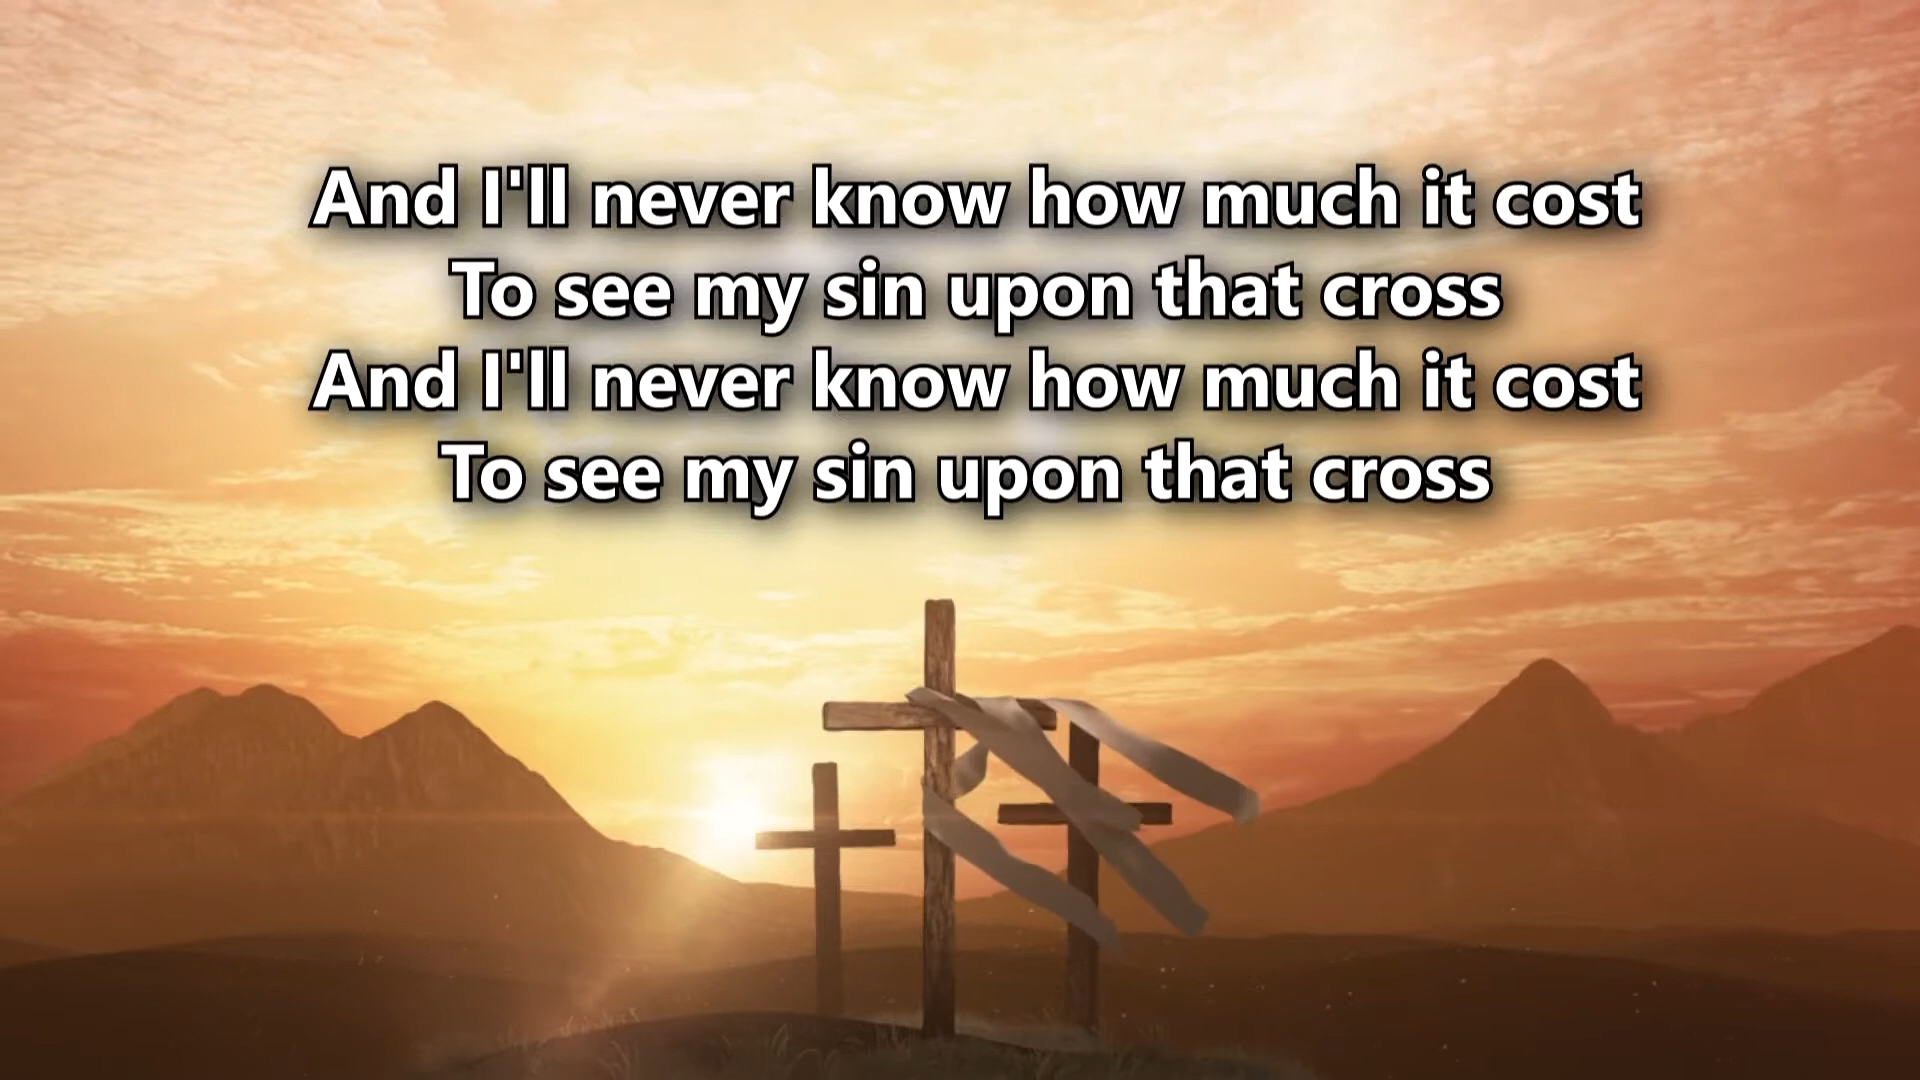 And I'll never know how much it cost
To see my sin upon that cross
And I'll never know how much it cost
To see my sin upon that cross